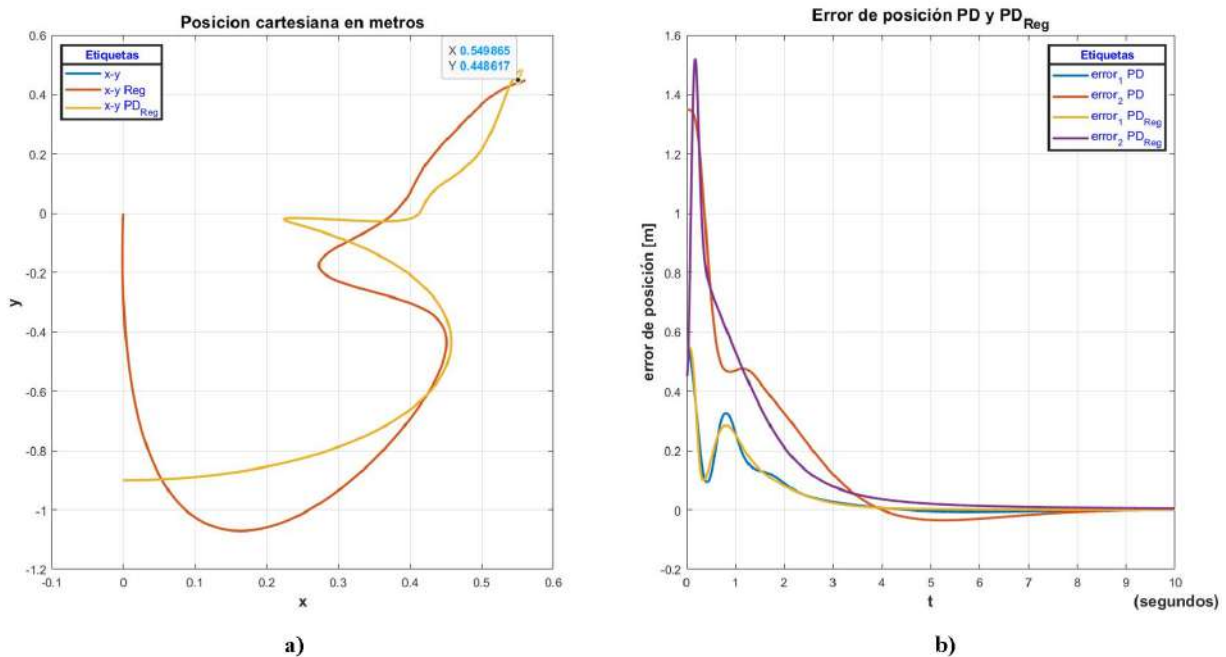 Posicion cartesiana en metros
Etiquetas
x-y
x-y Reg
x-y PD_Reg
X 0.549865
Y 0.448617
0.6
0.4
0.2
0
-0.2
-0.4
-0.6
-0.8
-1
-1.2
y
-0.1 0 0.1 0.2 0.3 0.4 0.5 0.6
x
a)
Error de posición PD y PD_Reg
Etiquetas
error_1 PD
error_2 PD
error_1 PD_Reg
error_2 PD_Reg
1.6
1.4
1.2
1
0.8
0.6
0.4
0.2
0
-0.2
error de posición [m]
0 1 2 3 4 5 6 7 8 9 10
t (segundos)
b)